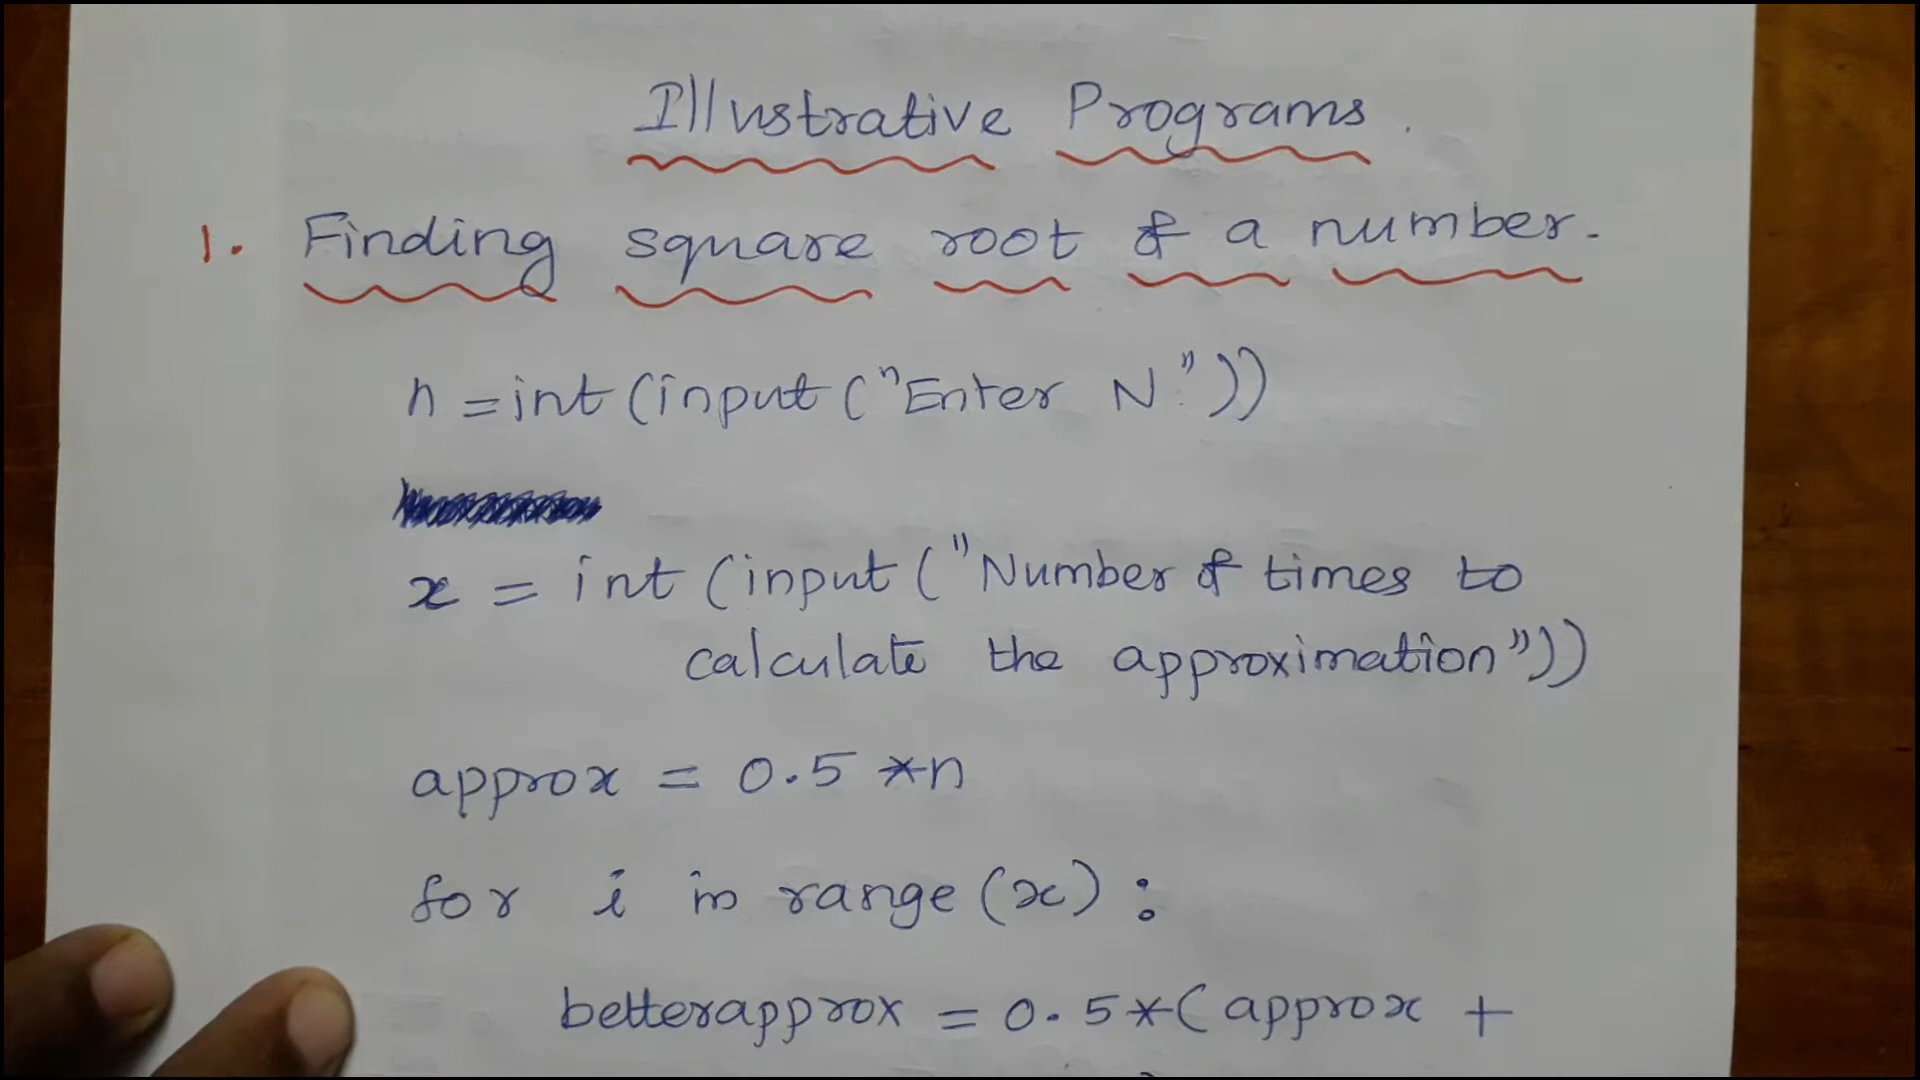 Illustrative Programs.
1. Finding square root of a number.
n = int (input ("Enter N:"))
x = int (input ("Number of times to
calculate the approximation"))
approx = 0.5 *n
for i in range (x) :
betterapprox = 0.5*( approx +